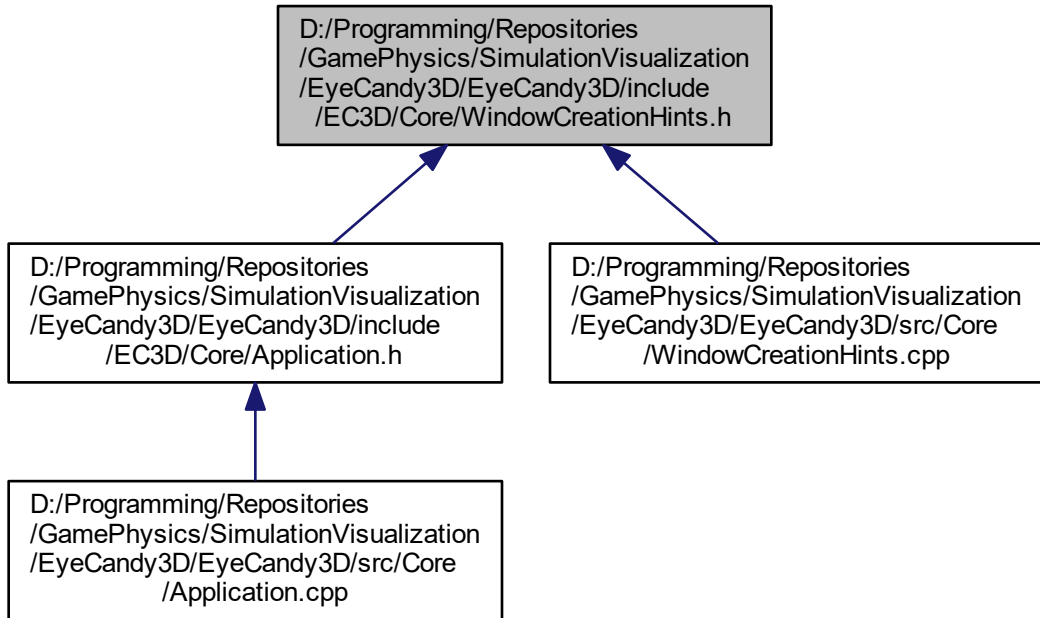 D:/Programming/Repositories
/GamePhysics/SimulationVisualization
/EyeCandy3D/EyeCandy3D/include
/EC3D/Core/WindowCreationHints.h
D:/Programming/Repositories
/GamePhysics/SimulationVisualization
/EyeCandy3D/EyeCandy3D/include
/EC3D/Core/Application.h
D:/Programming/Repositories
/GamePhysics/SimulationVisualization
/EyeCandy3D/EyeCandy3D/src/Core
/WindowCreationHints.cpp
D:/Programming/Repositories
/GamePhysics/SimulationVisualization
/EyeCandy3D/EyeCandy3D/src/Core
/Application.cpp